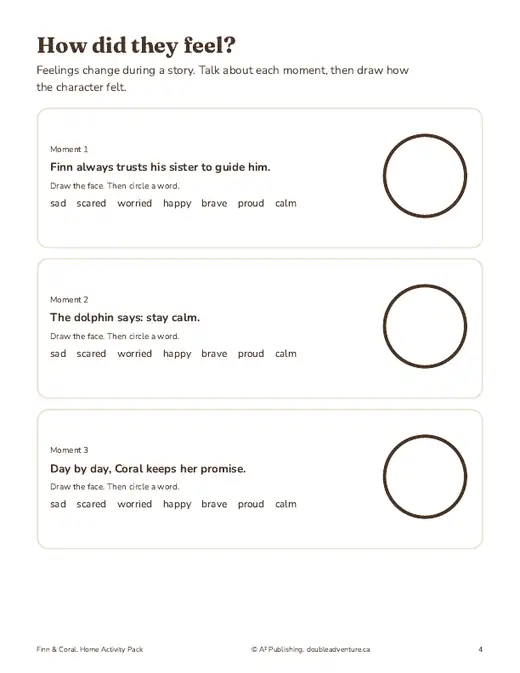 How did they feel?
Feelings change during a story. Talk about each moment, then draw how
the character felt.
Moment 1
Finn always trusts his sister to guide him.
Draw the face. Then circle a word.
sad scared worried happy brave proud calm
Moment 2
The dolphin says: stay calm.
Draw the face. Then circle a word.
sad scared worried happy brave proud calm
Moment 3
Day by day, Coral keeps her promise.
Draw the face. Then circle a word.
sad scared worried happy brave proud calm
Finn & Coral. Home Activity Pack © A² Publishing, doubleadventure.ca 4